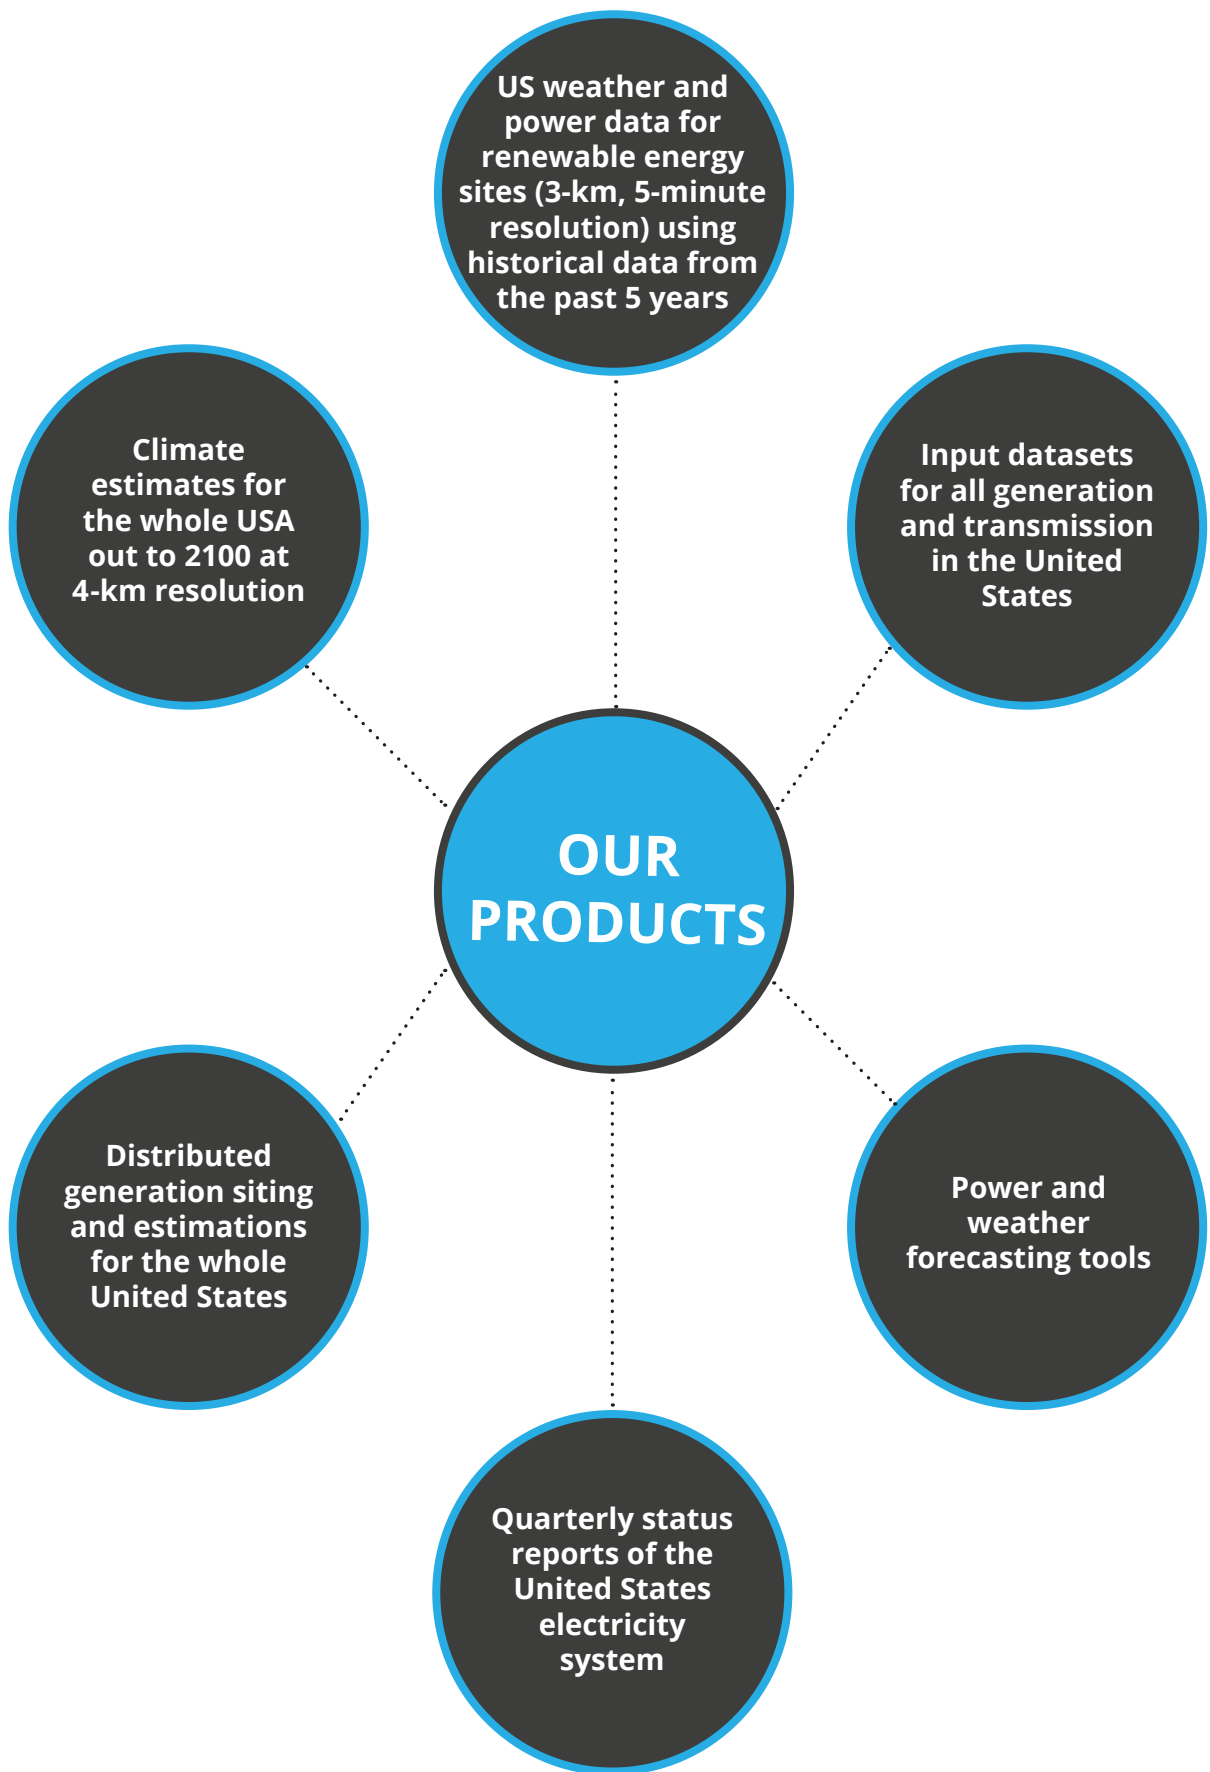 US weather and
power data for
renewable energy
sites (3-km, 5-minute
resolution) using
historical data from
the past 5 years
Climate
estimates for
the whole USA
out to 2100 at
4-km resolution
Input datasets
for all generation
and transmission
in the United
States
OUR
PRODUCTS
Distributed
generation siting
and estimations
for the whole
United States
Power and
weather
forecasting tools
Quarterly status
reports of the
United States
electricity
system